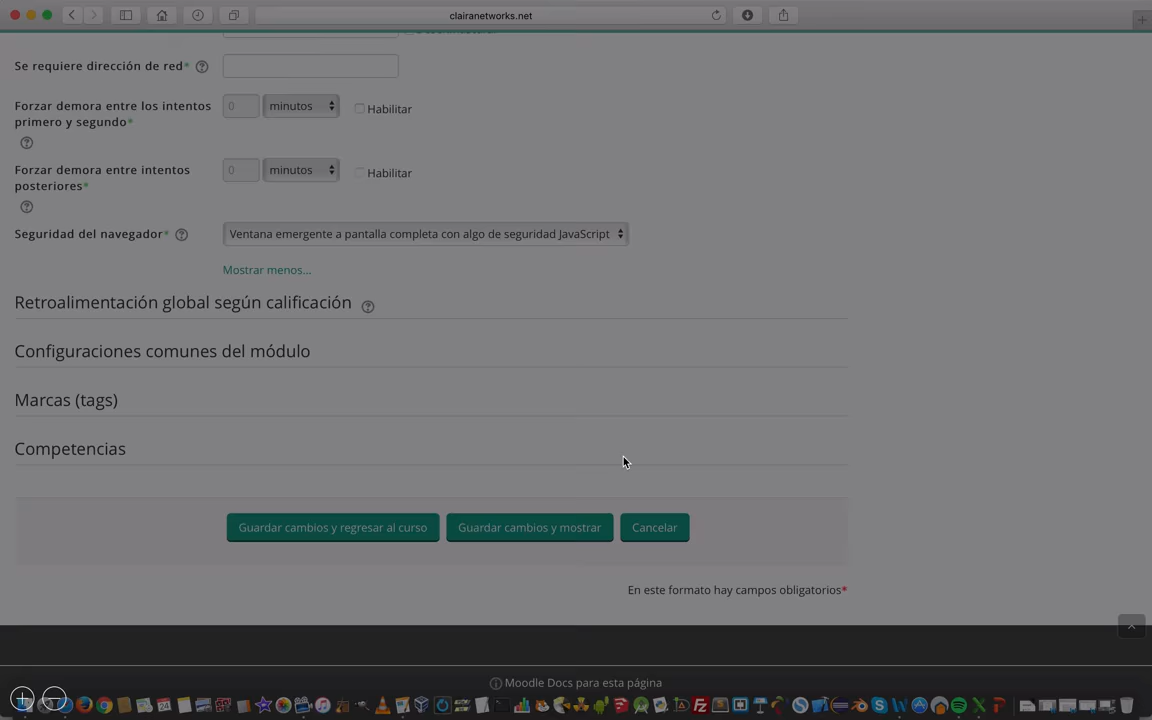 clairanetworks.net
Se requiere dirección de red*
Forzar demora entre los intentos
primero y segundo*
0 minutos Habilitar
Forzar demora entre intentos
posteriores*
0 minutos Habilitar
Seguridad del navegador* Ventana emergente a pantalla completa con algo de seguridad JavaScript
Mostrar menos...
Retroalimentación global según calificación
Configuraciones comunes del módulo
Marcas (tags)
Competencias
Guardar cambios y regresar al curso Guardar cambios y mostrar Cancelar
En este formato hay campos obligatorios*
Moodle Docs para esta página